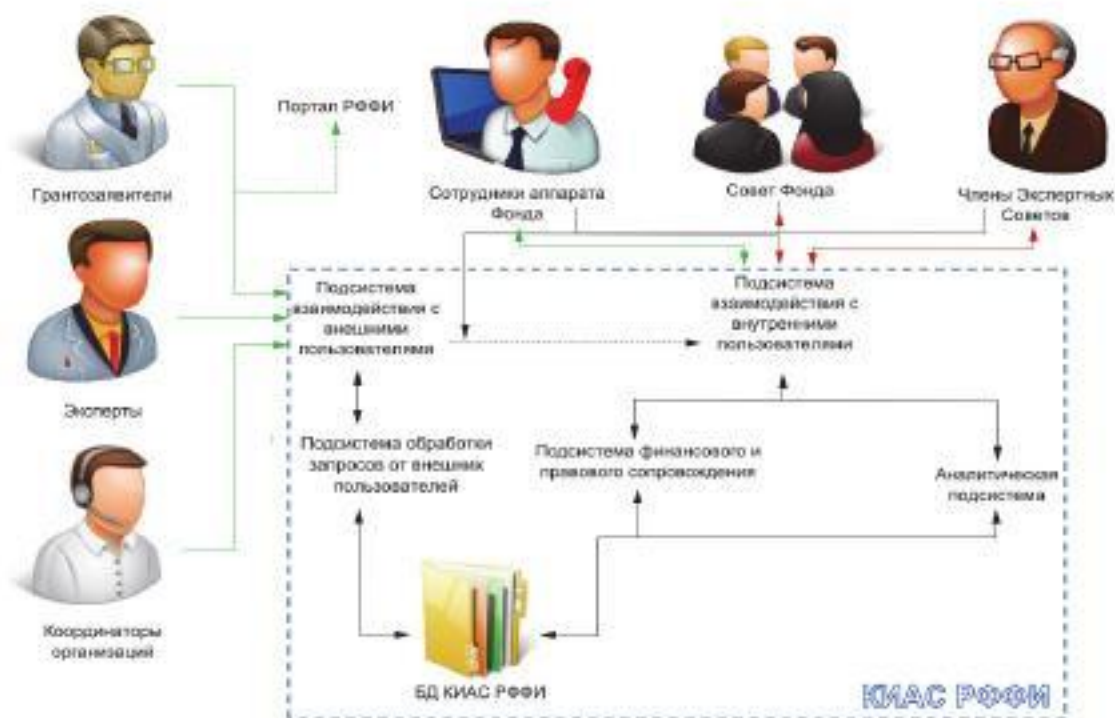 Портал РФФИ
Грантозаявители
Сотрудники аппарата
Фонда
Совет Фонда
Члены Экспертных
Советов
Подсистема
взаимодействия с
внешними
пользователями
Подсистема
взаимодействия с
внутренними
пользователями
Эксперты
Подсистема обработки
запросов от внешних
пользователей
Подсистема финансового и
правового сопровождения
Аналитическая
подсистема
Координаторы
организаций
БД КИАС РФФИ
КИАС РФФИ